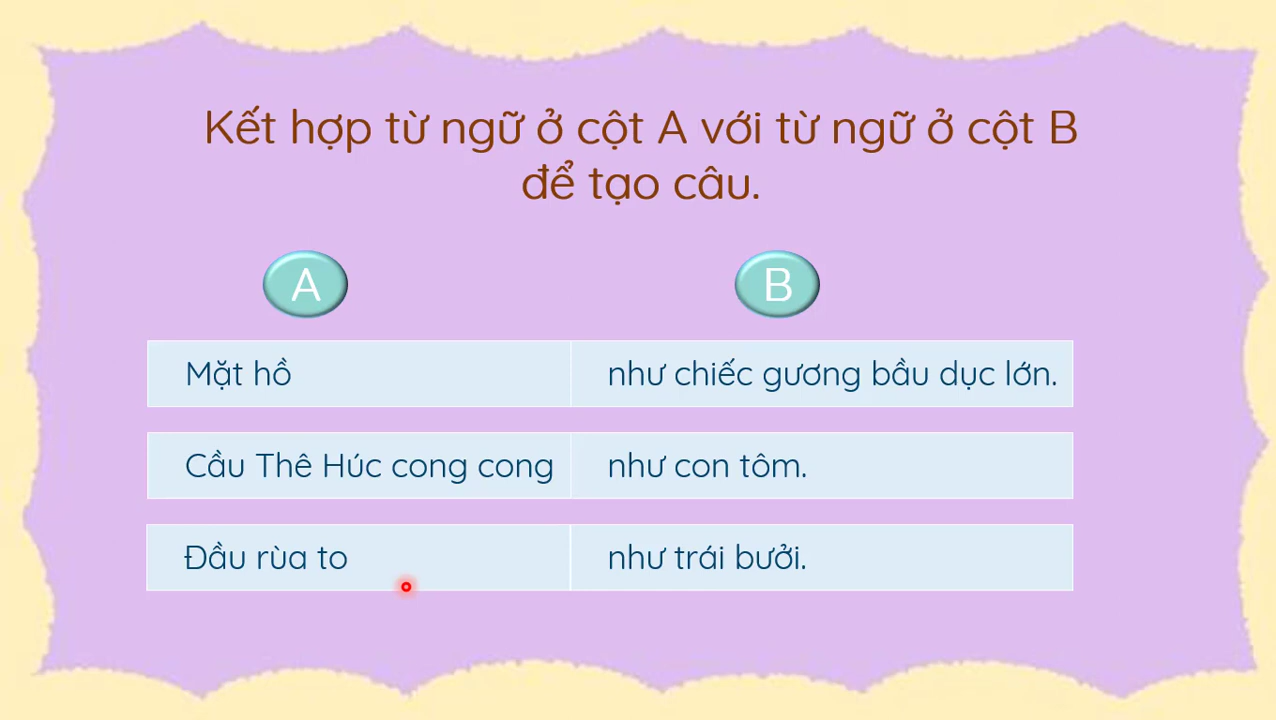 Kết hợp từ ngữ ở cột A với từ ngữ ở cột B
để tạo câu.
A B
Mặt hồ như chiếc gương bầu dục lớn.
Cầu Thê Húc cong cong như con tôm.
Đầu rùa to như trái bưởi.